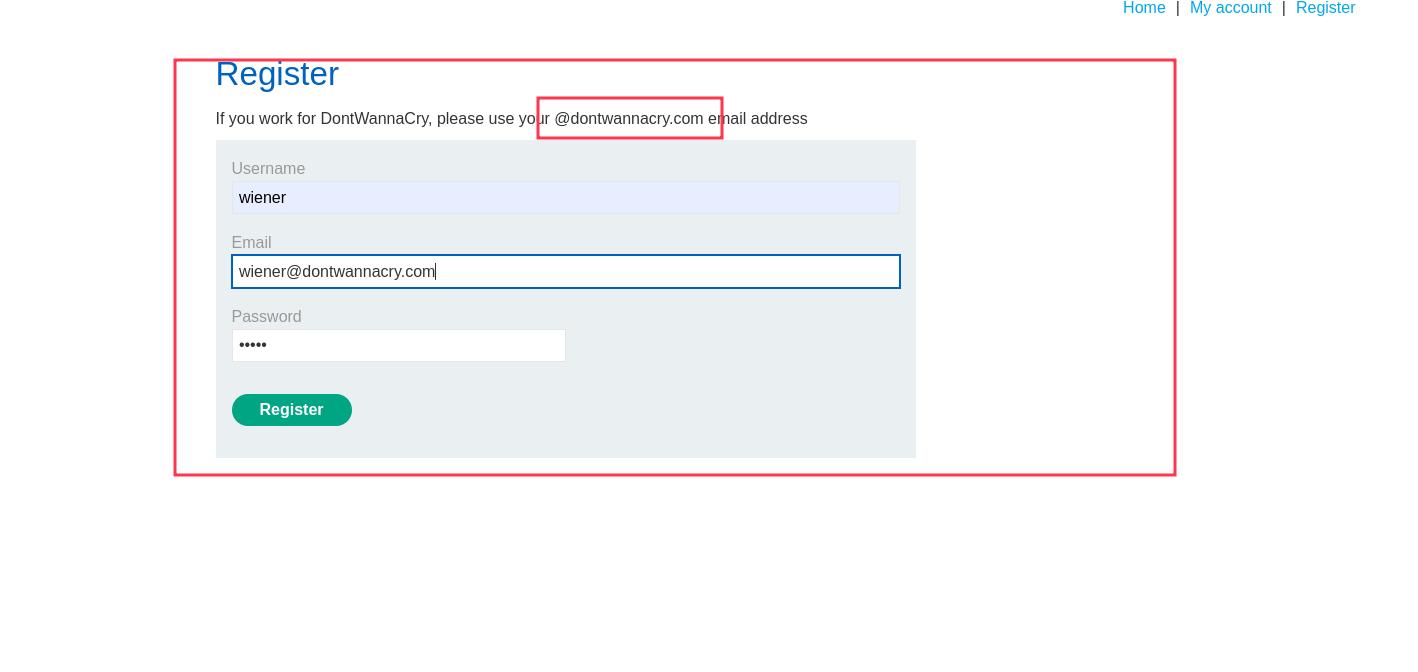 Home | My account | Register
Register
If you work for DontWannaCry, please use your @dontwannacry.com email address
Username
wiener
Email
wiener@dontwannacry.com
Password
•••••
Register